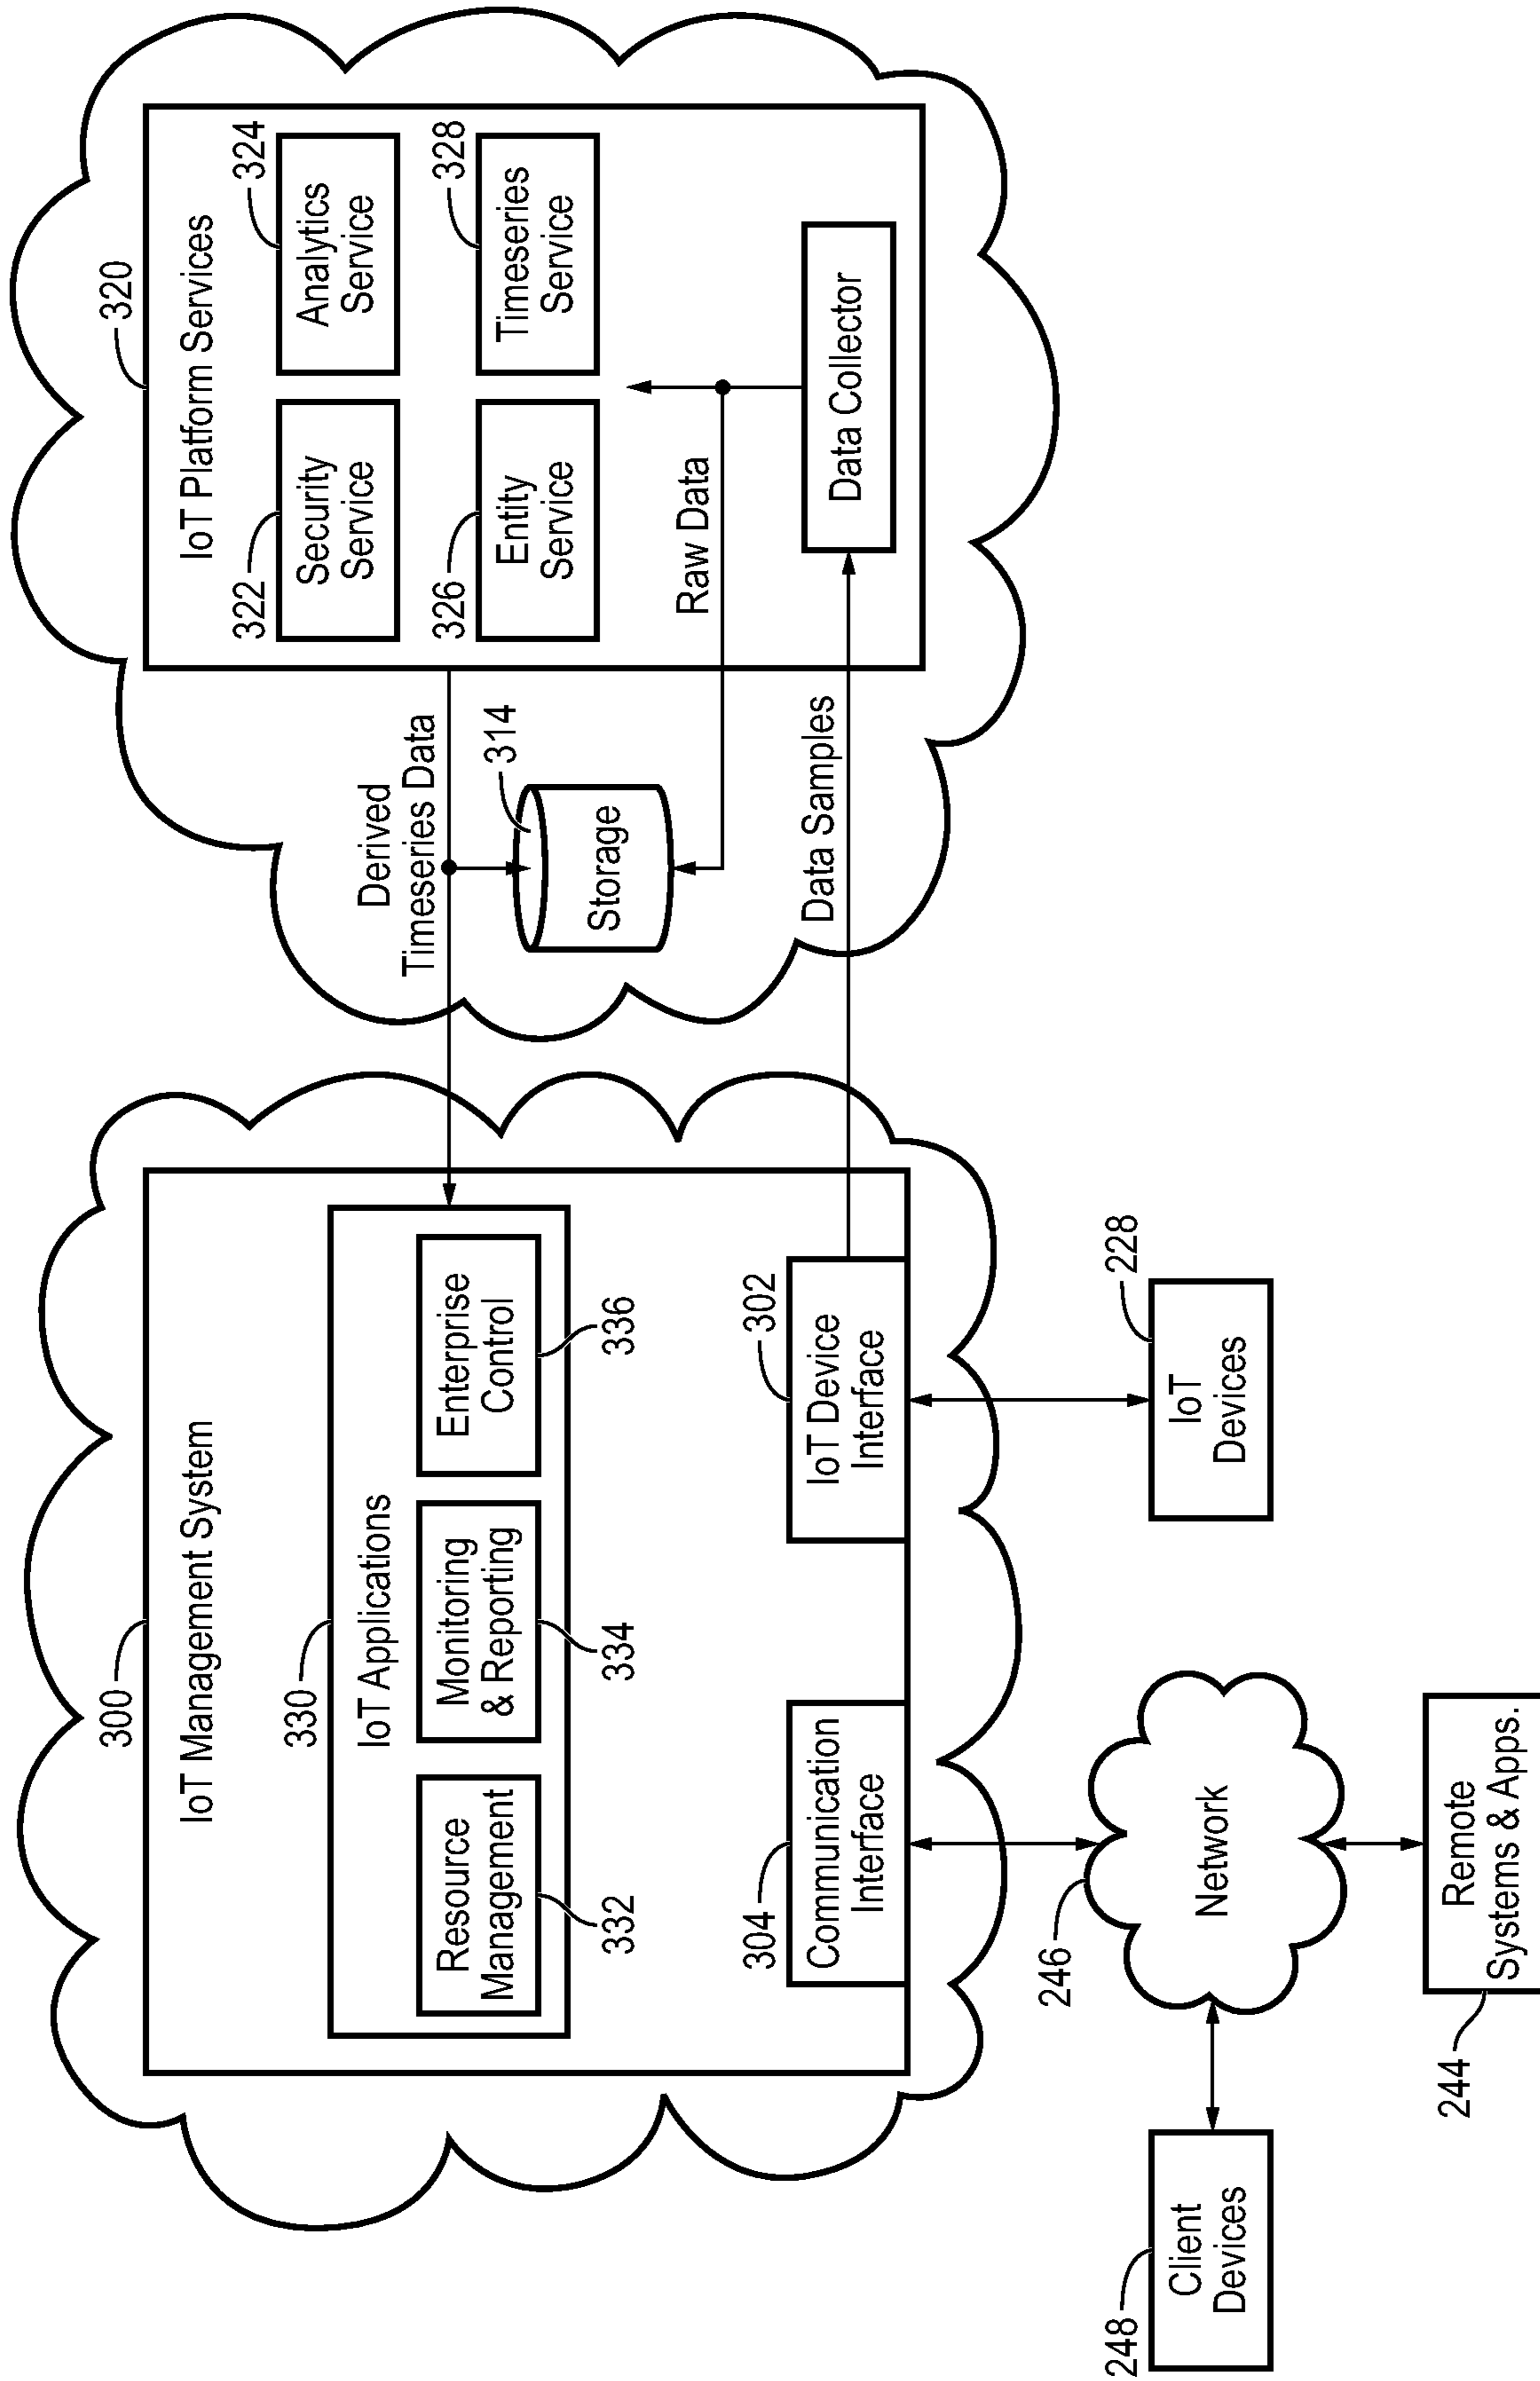 300
IoT Management System
330
IoT Applications
Resource
Management
332
Monitoring
& Reporting
334
Enterprise
Control
336
304
Communication
Interface
302
IoT Device
Interface
320
IoT Platform Services
322
Security
Service
324
Analytics
Service
326
Entity
Service
328
Timeseries
Service
Derived
Timeseries Data
314
Storage
Raw Data
Data Samples
Data Collector
248
Client
Devices
246
Network
228
IoT
Devices
244
Remote
Systems & Apps.